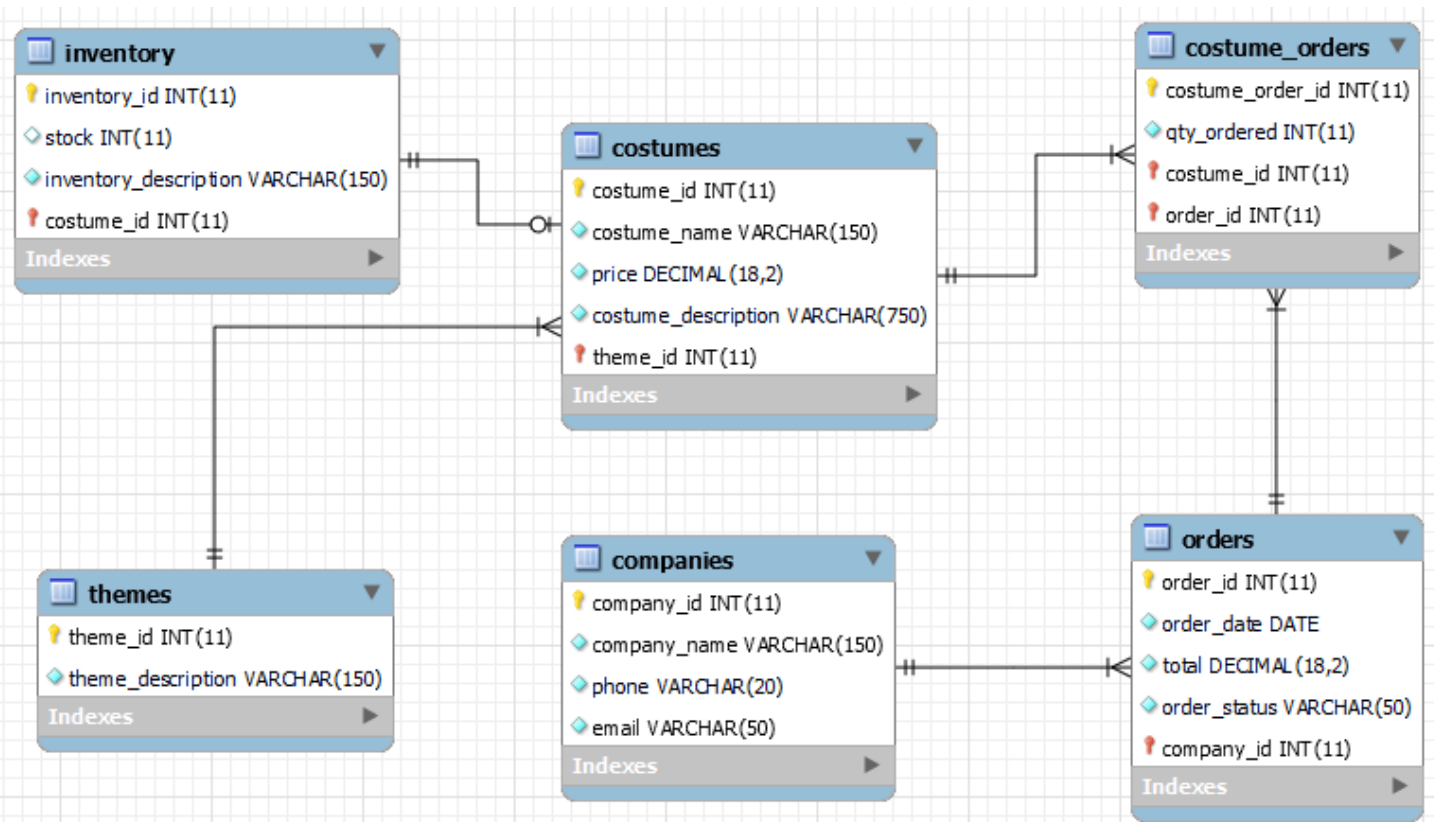 inventory
inventory_id INT(11)
stock INT(11)
inventory_description VARCHAR(150)
costume_id INT(11)
Indexes
costumes
costume_id INT(11)
costume_name VARCHAR(150)
price DECIMAL(18,2)
costume_description VARCHAR(750)
theme_id INT(11)
Indexes
costume_orders
costume_order_id INT(11)
qty_ordered INT(11)
costume_id INT(11)
order_id INT(11)
Indexes
themes
theme_id INT(11)
theme_description VARCHAR(150)
Indexes
companies
company_id INT(11)
company_name VARCHAR(150)
phone VARCHAR(20)
email VARCHAR(50)
Indexes
orders
order_id INT(11)
order_date DATE
total DECIMAL(18,2)
order_status VARCHAR(50)
company_id INT(11)
Indexes